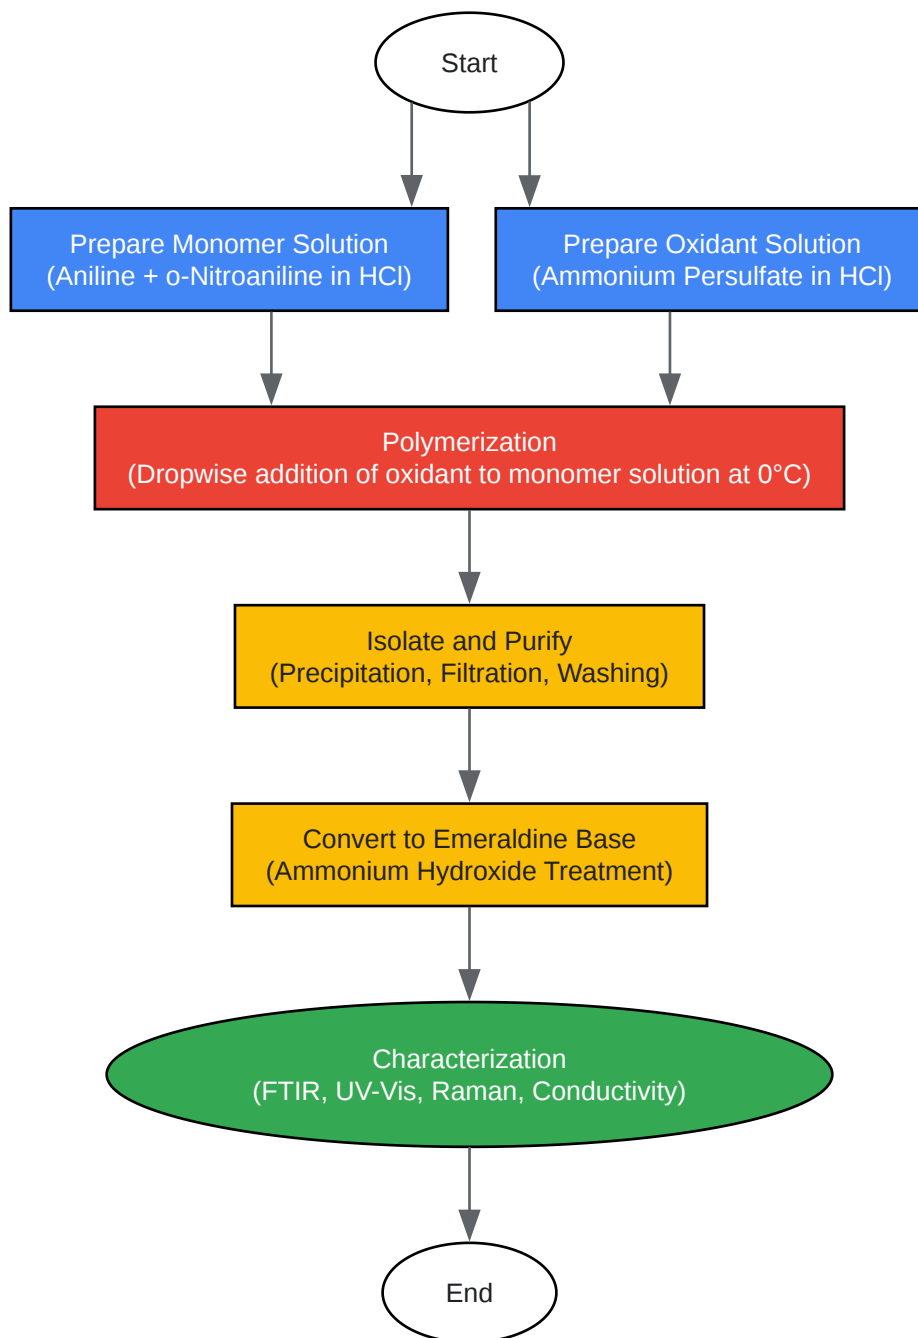 Start
Prepare Monomer Solution
(Aniline + o-Nitroaniline in HCl)
Prepare Oxidant Solution
(Ammonium Persulfate in HCl)
Polymerization
(Dropwise addition of oxidant to monomer solution at 0°C)
Isolate and Purify
(Precipitation, Filtration, Washing)
Convert to Emeraldine Base
(Ammonium Hydroxide Treatment)
Characterization
(FTIR, UV-Vis, Raman, Conductivity)
End